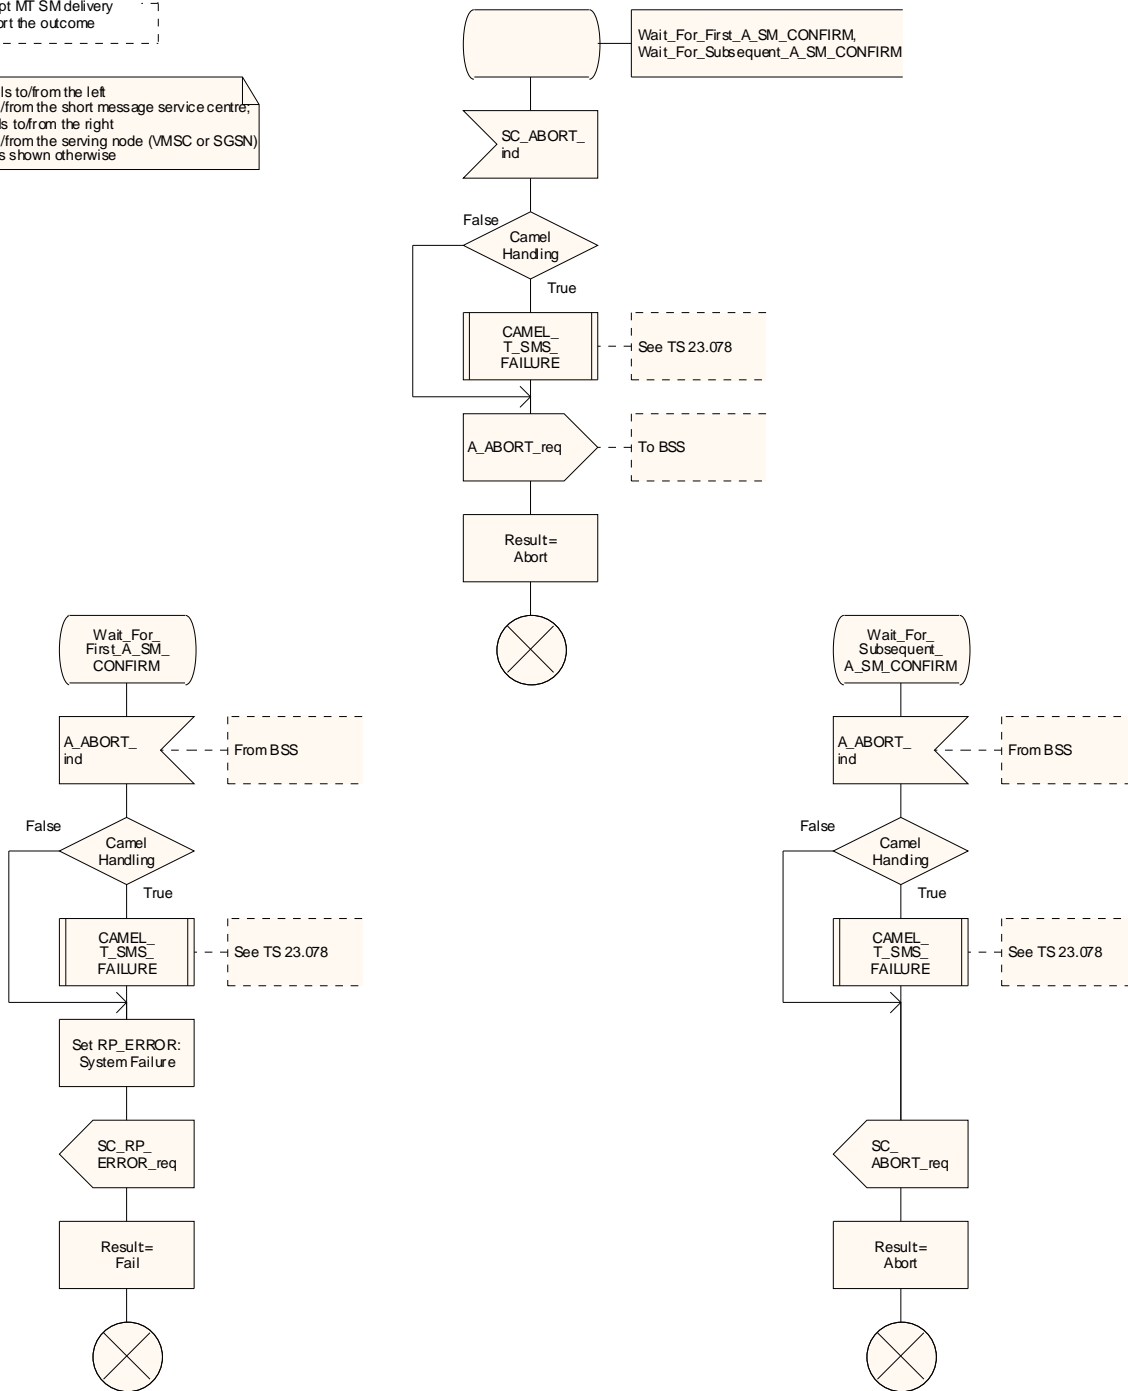 MT SM delivery
the outcome
to/from the left
/from the short message service centre;
to/from the right
/from the serving node (VMSC or SGSN)
shown otherwise
Wait_For_First_A_SM_CONFIRM,
Wait_For_Subsequent_A_SM_CONFIRM
SC_ABORT_
ind
False
Camel
Handling
True
CAMEL_
T_SMS_
FAILURE
See TS 23.078
A_ABORT_req
To BSS
Result=
Abort
Wait_For_
First_A_SM_
CONFIRM
A_ABORT_
ind
From BSS
False
Camel
Handling
True
CAMEL_
T_SMS_
FAILURE
See TS 23.078
Set RP_ERROR:
System Failure
SC_RP_
ERROR_req
Result=
Fail
Wait_For_
Subsequent_
A_SM_CONFIRM
A_ABORT_
ind
From BSS
False
Camel
Handling
True
CAMEL_
T_SMS_
FAILURE
See TS 23.078
SC_
ABORT_req
Result=
Abort